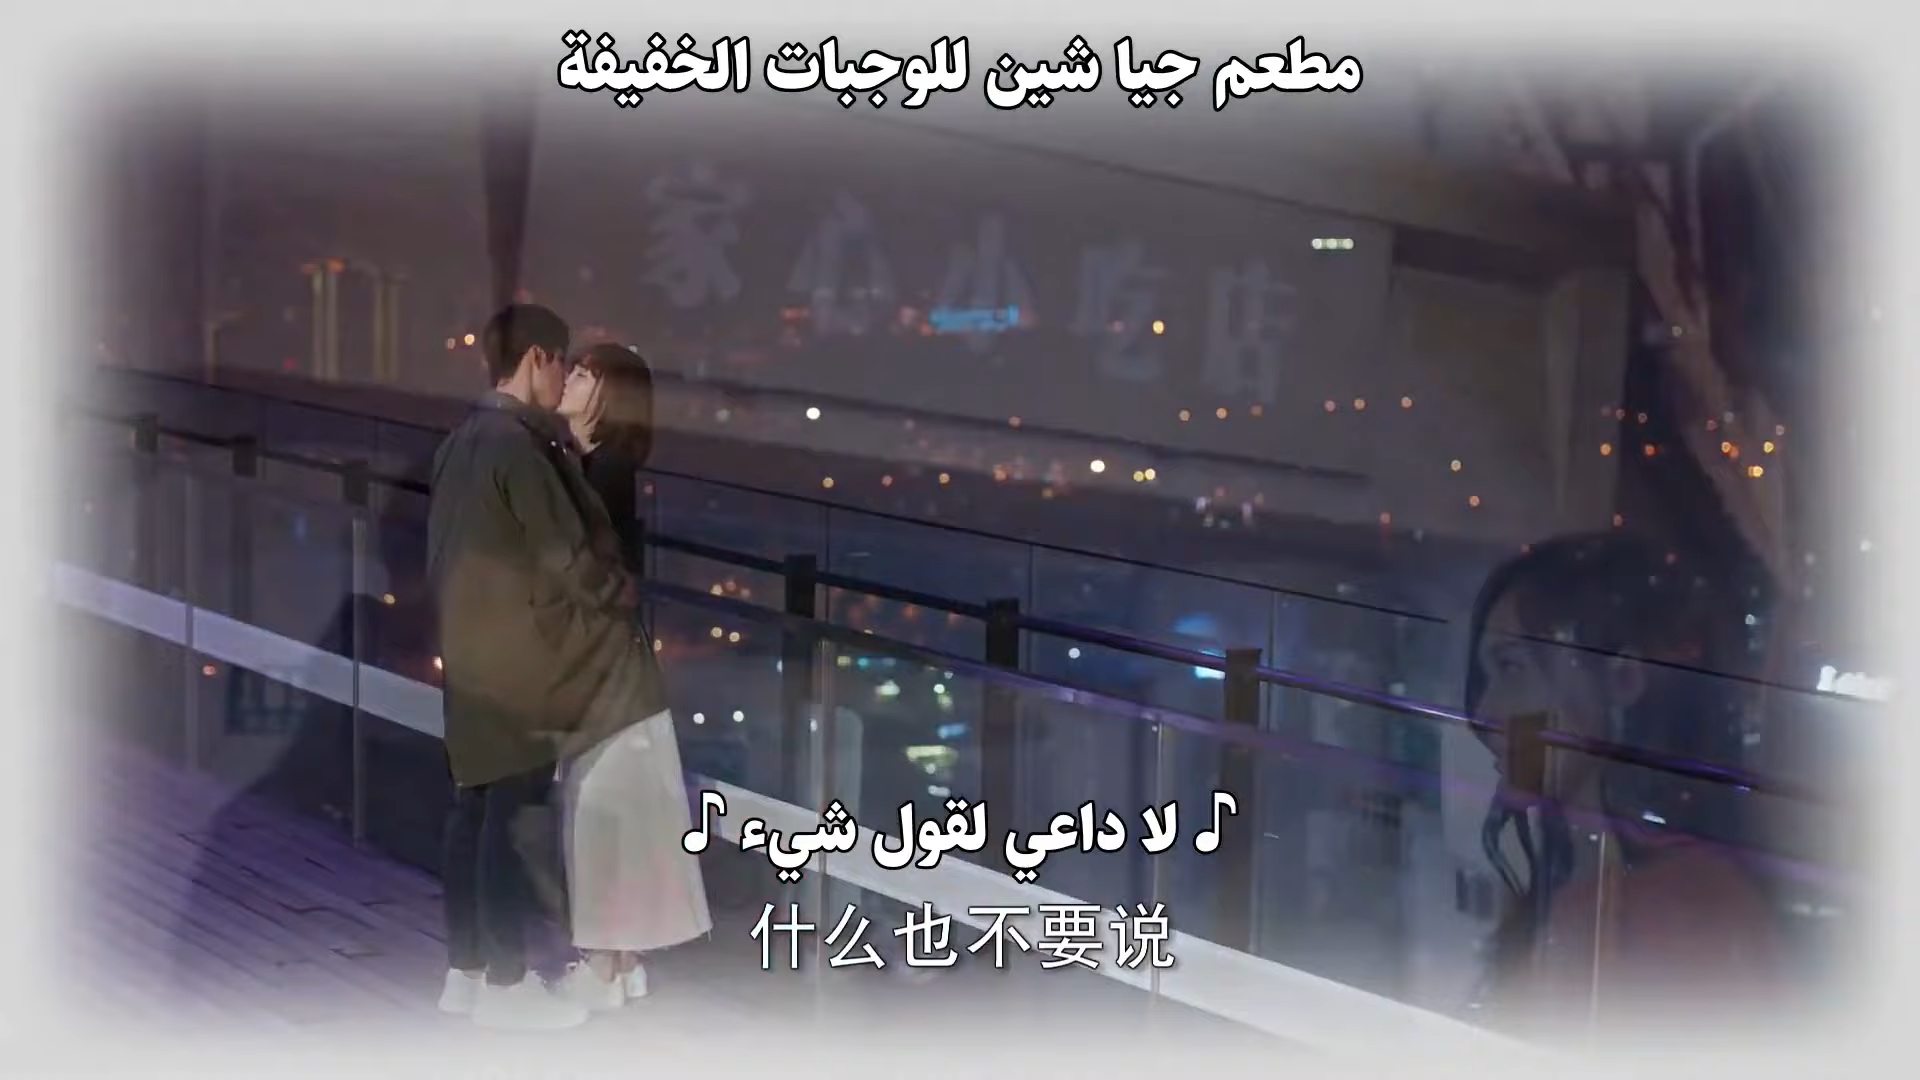 مطعم جيا شين للوجبات الخفيفة
家心小吃店
♪ لا داعي لقول شيء ♪
什么也不要说